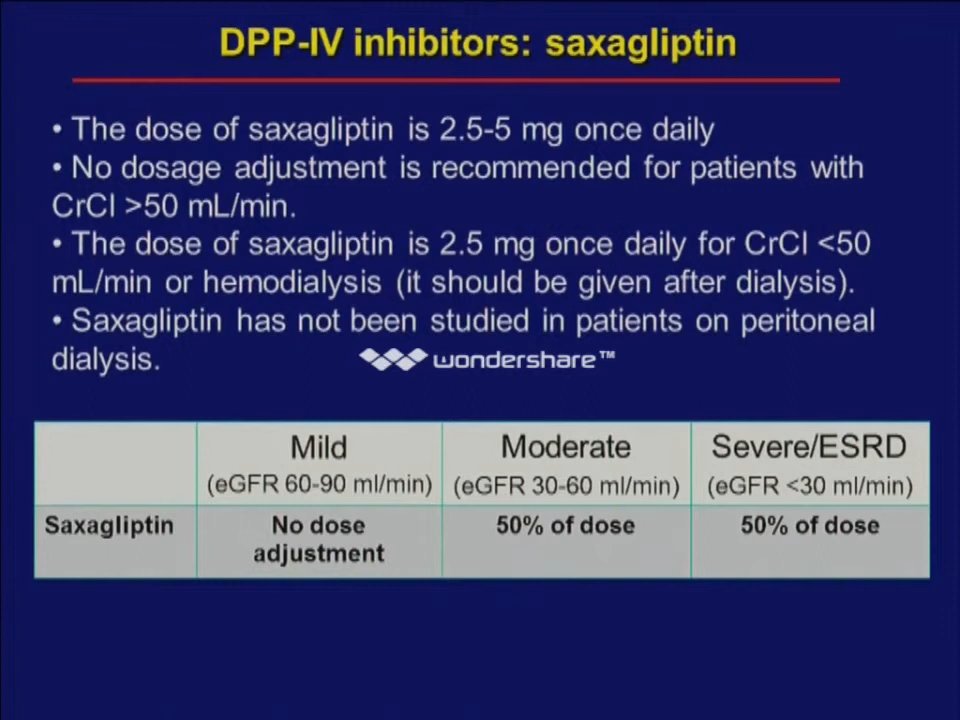 DPP-IV inhibitors: saxagliptin
• The dose of saxagliptin is 2.5-5 mg once daily
• No dosage adjustment is recommended for patients with
CrCl >50 mL/min.
• The dose of saxagliptin is 2.5 mg once daily for CrCl <50
mL/min or hemodialysis (it should be given after dialysis).
• Saxagliptin has not been studied in patients on peritoneal
dialysis.
wondershare™
Mild
(eGFR 60-90 ml/min)
Moderate
(eGFR 30-60 ml/min)
Severe/ESRD
(eGFR <30 ml/min)
Saxagliptin
No dose
adjustment
50% of dose
50% of dose